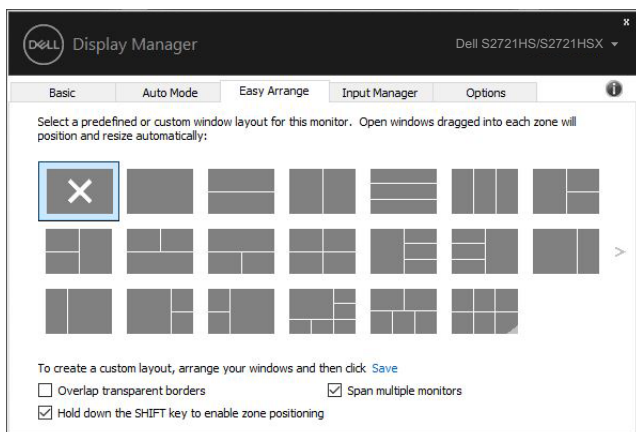 x
DELL Display Manager Dell S2721HS/S2721HSX
Basic Auto Mode Easy Arrange Input Manager Options
Select a predefined or custom window layout for this monitor. Open windows dragged into each zone will
position and resize automatically:
To create a custom layout, arrange your windows and then click Save
Overlap transparent borders Span multiple monitors
Hold down the SHIFT key to enable zone positioning